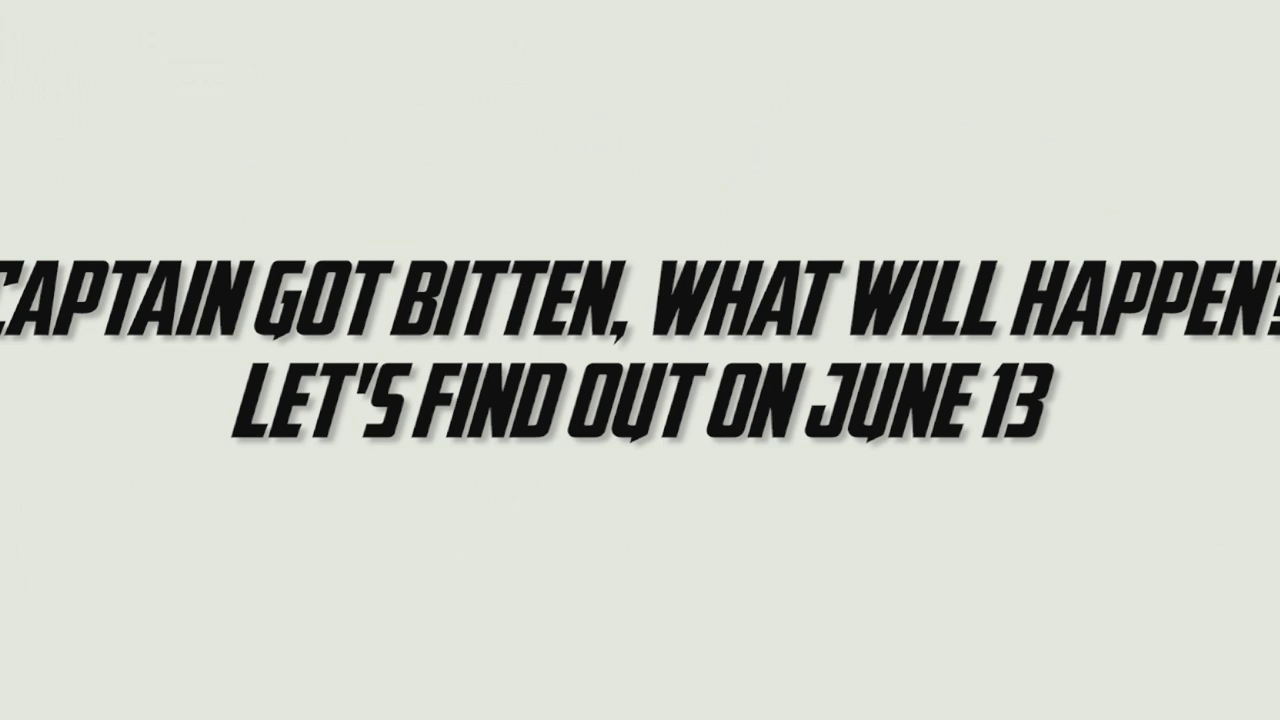 CAPTAIN GOT BITTEN, WHAT WILL HAPPEN?
LET'S FIND OUT ON JUNE 13